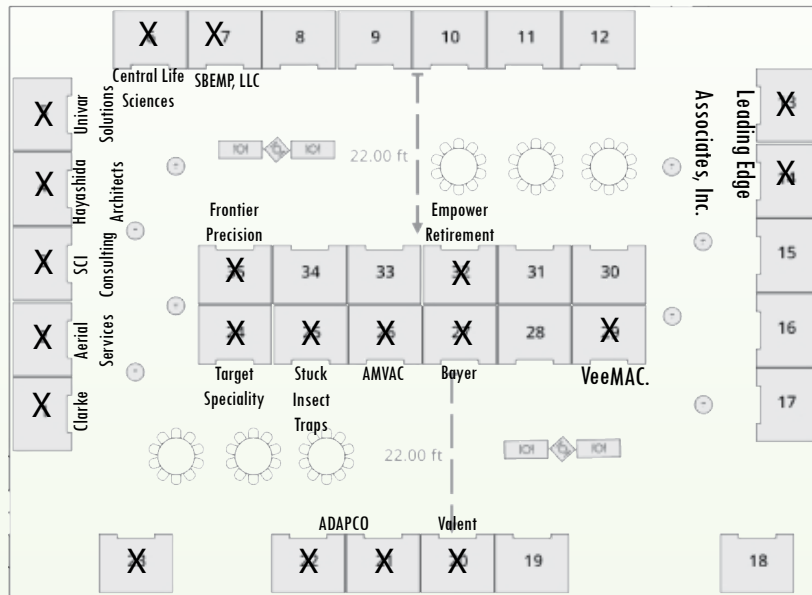 X X 8 9 10 11 12
Central Life
Sciences
SBEMP, LLC
X Univar
Solutions
X Hayashida
Architects
X SCI
Consulting
X Aerial
Services
X Clarke
22.00 ft
Leading Edge
Associates, Inc.
X
X
15
16
17
Frontier
Precision
Empower
Retirement
X 34 33 X 31 30
X X X X 28 X
Target
Speciality
Stuck
Insect
Traps
AMVAC
Bayer
VeeMAC.
22.00 ft
ADAPCO
Valent
X X X X 19 18